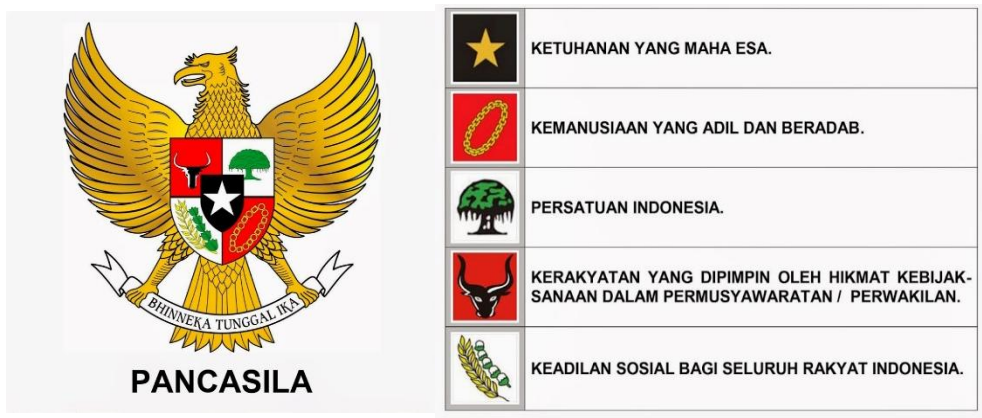 BHINNEKA TUNGGAL IKA
PANCASILA
KETUHANAN YANG MAHA ESA.
KEMANUSIAAN YANG ADIL DAN BERADAB.
PERSATUAN INDONESIA.
KERAKYATAN YANG DIPIMPIN OLEH HIKMAT KEBIJAK-
SANAAN DALAM PERMUSYAWARATAN / PERWAKILAN.
KEADILAN SOSIAL BAGI SELURUH RAKYAT INDONESIA.